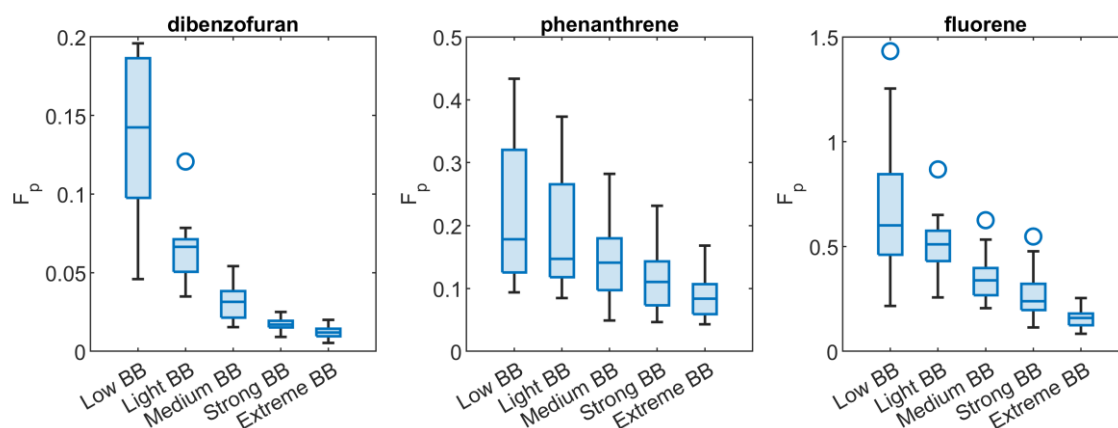 dibenzofuran
0.2
0.15
0.1
0.05
0
F_p
Low BB
Light BB
Medium BB
Strong BB
Extreme BB
phenanthrene
0.5
0.4
0.3
0.2
0.1
0
F_p
Low BB
Light BB
Medium BB
Strong BB
Extreme BB
fluorene
1.5
1
0.5
0
F_p
Low BB
Light BB
Medium BB
Strong BB
Extreme BB